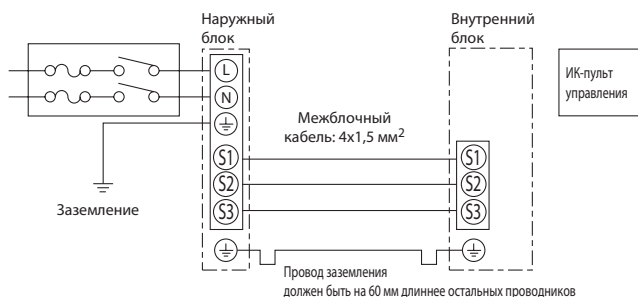 Наружный
блок
Внутренний
блок
ИК-пульт
управления
L
N
Межблочный
кабель: 4x1,5 мм²
S1
S2
S3
S1
S2
S3
Заземление
Провод заземления
должен быть на 60 мм длиннее остальных проводников